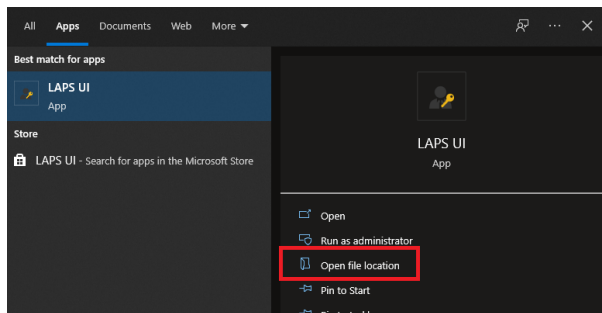 All Apps Documents Web More
Best match for apps
LAPS UI
App
Store
LAPS UI - Search for apps in the Microsoft Store
LAPS UI
App
Open
Run as administrator
Open file location
Pin to Start